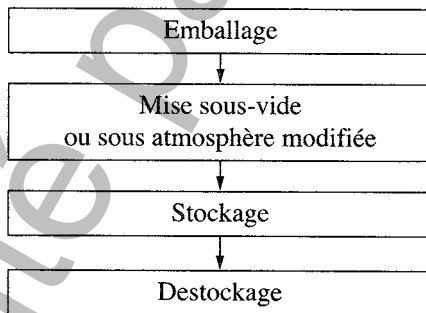 Emballage
Mise sous-vide
ou sous atmosphère modifiée
Stockage
Destockage